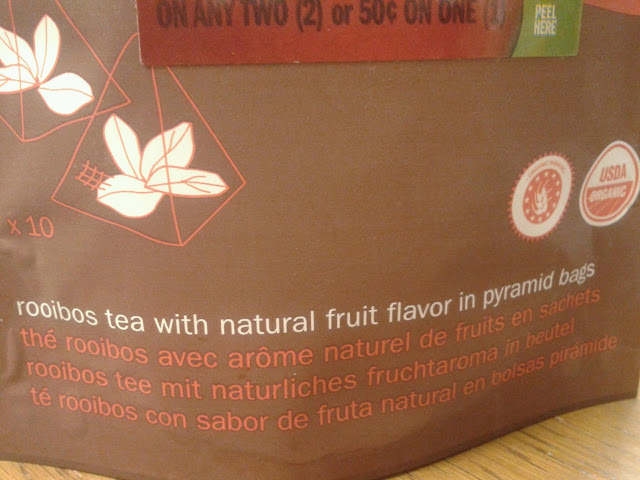 ON ANY TWO (2) or 50¢ ON ONE (1)
PEEL
HERE
x 10
USDA
ORGANIC
rooibos tea with natural fruit flavor in pyramid bags
thé rooibos avec arôme naturel de fruits en sachets
rooibos tee mit naturliches fruchtaroma in beutel
té rooibos con sabor de fruta natural en bolsas pirámide